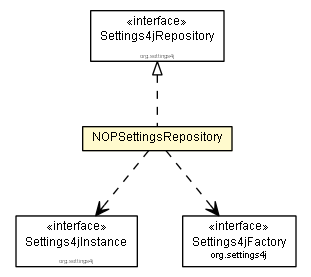 «interface»
Settings4jRepository
org.settings4j
NOPSettingsRepository
«interface»
Settings4jInstance
org.settings4j
«interface»
Settings4jFactory
org.settings4j